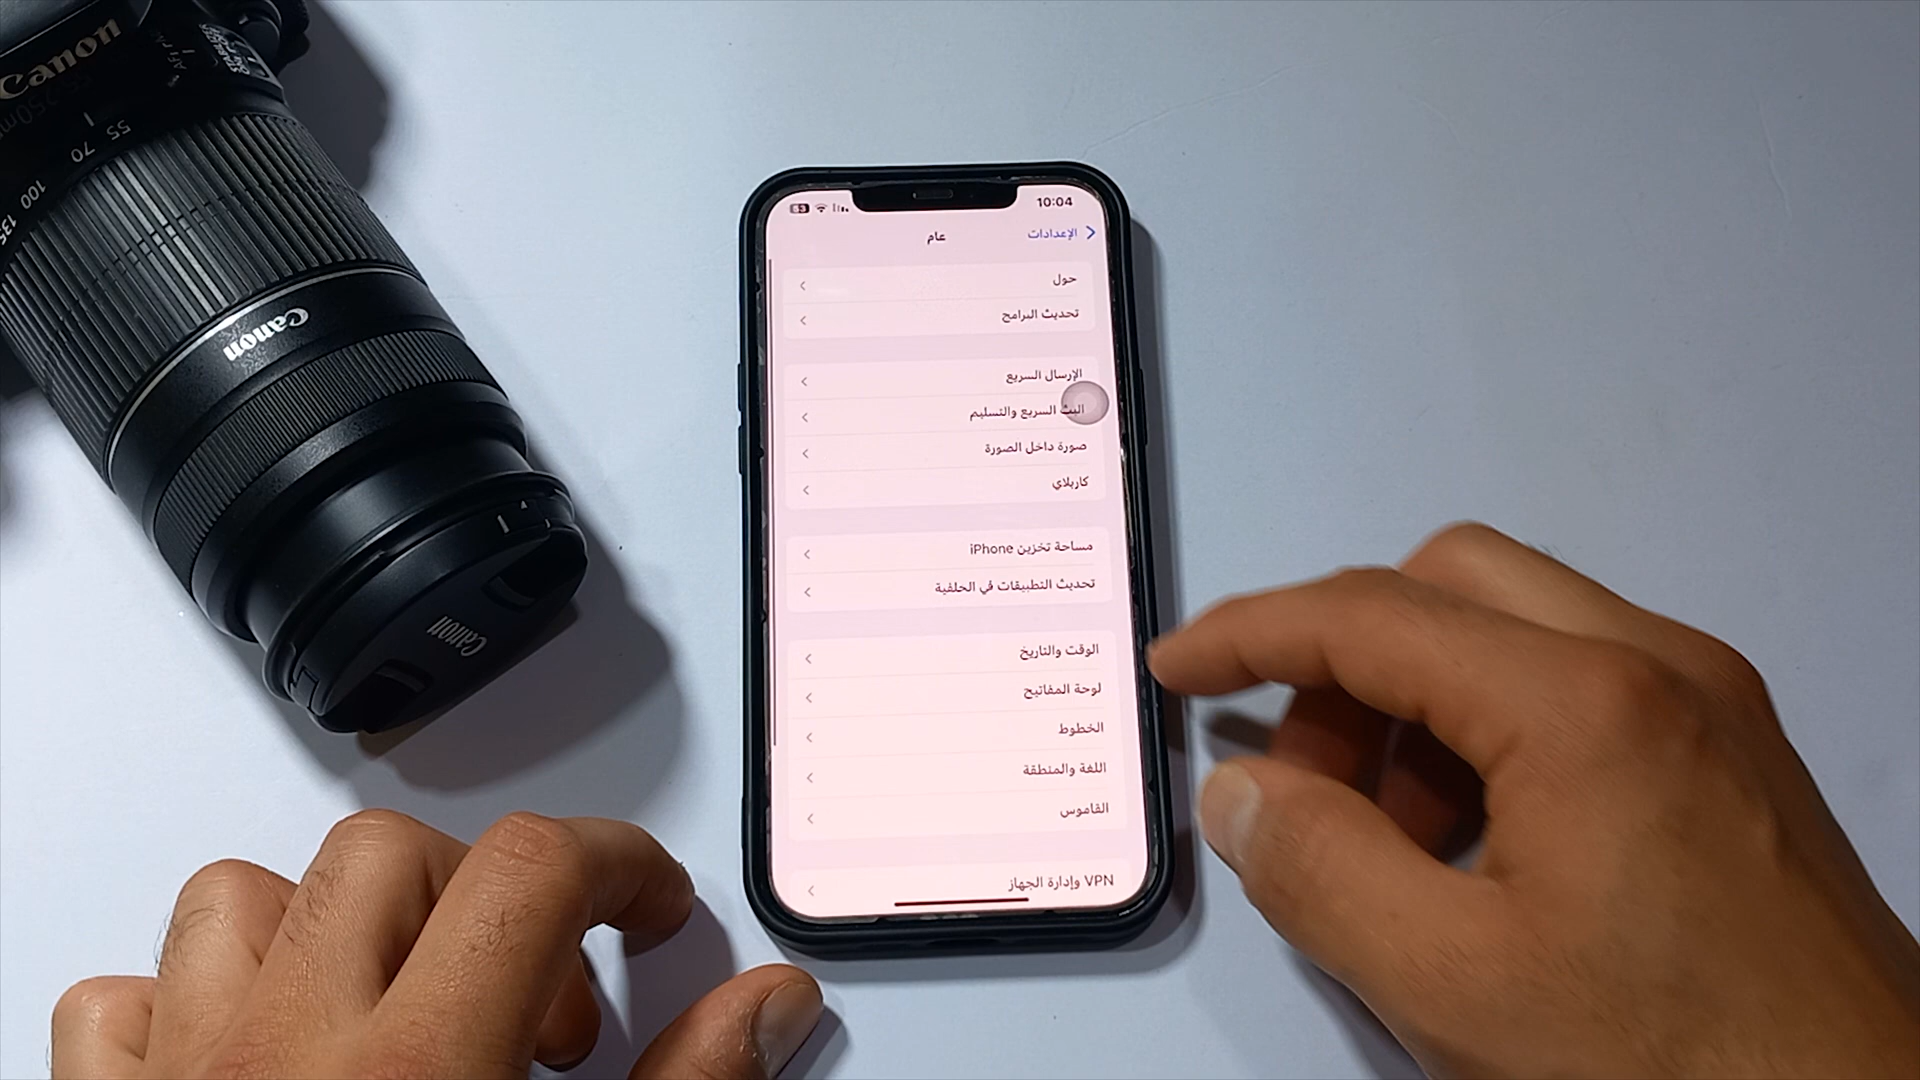 Canon
55
70
100
135
Canon
Canon
10:04
53
الإعدادات
عام
حول
تحديث البرامج
الإرسال السريع
البث السريع والتسليم
صورة داخل الصورة
كاربلاي
مساحة تخزين iPhone
تحديث التطبيقات في الخلفية
الوقت والتاريخ
لوحة المفاتيح
الخطوط
اللغة والمنطقة
القاموس
VPN وإدارة الجهاز